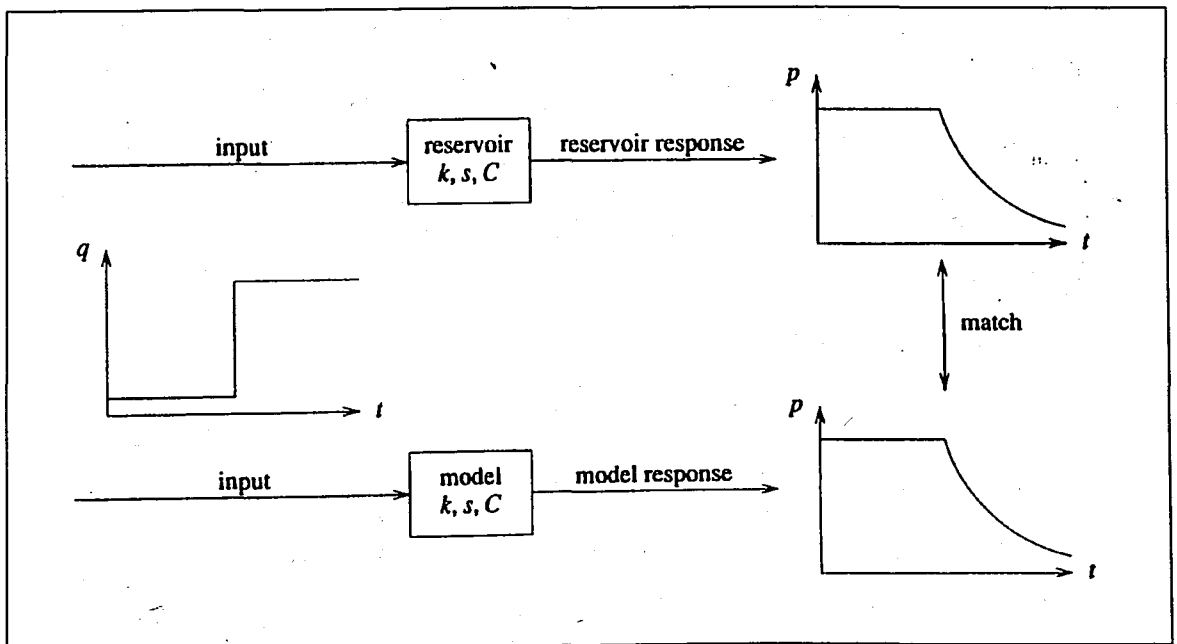 p
input
reservoir
k, s, C
reservoir response
t
q
match
t
p
input
model
k, s, C
model response
t